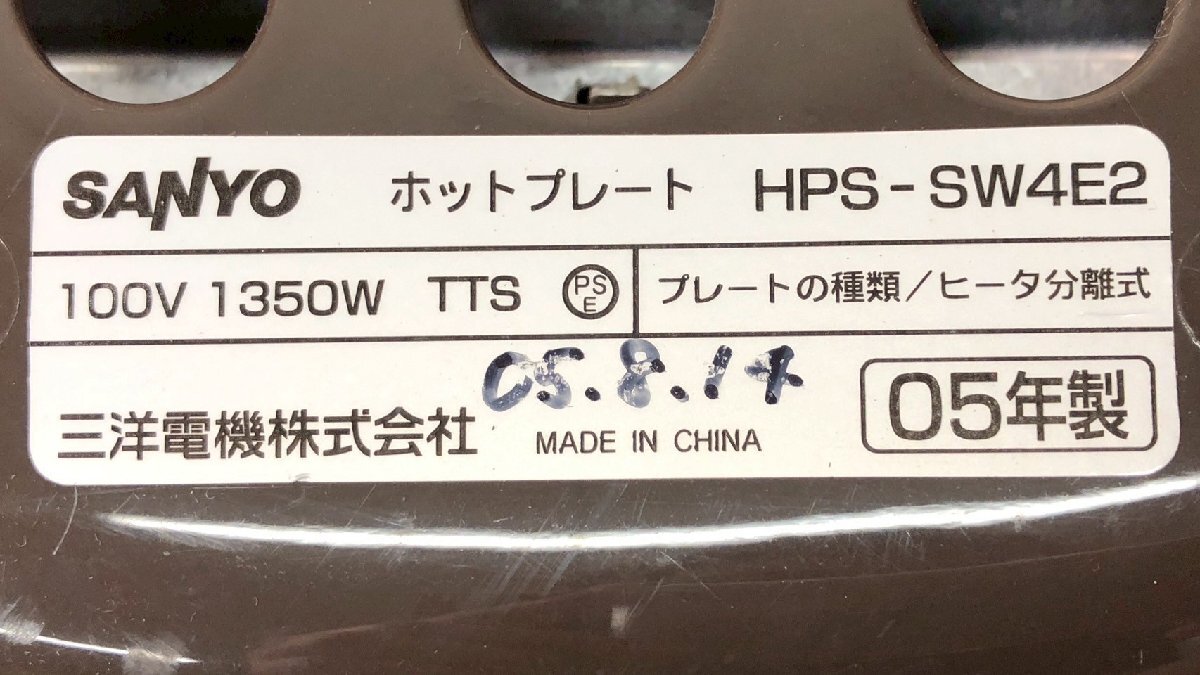 SANYO ホットプレート HPS-SW4E2
100V 1350W TTS PSE プレートの種類/ヒータ分離式
05.8.14
三洋電機株式会社 MADE IN CHINA 05年製